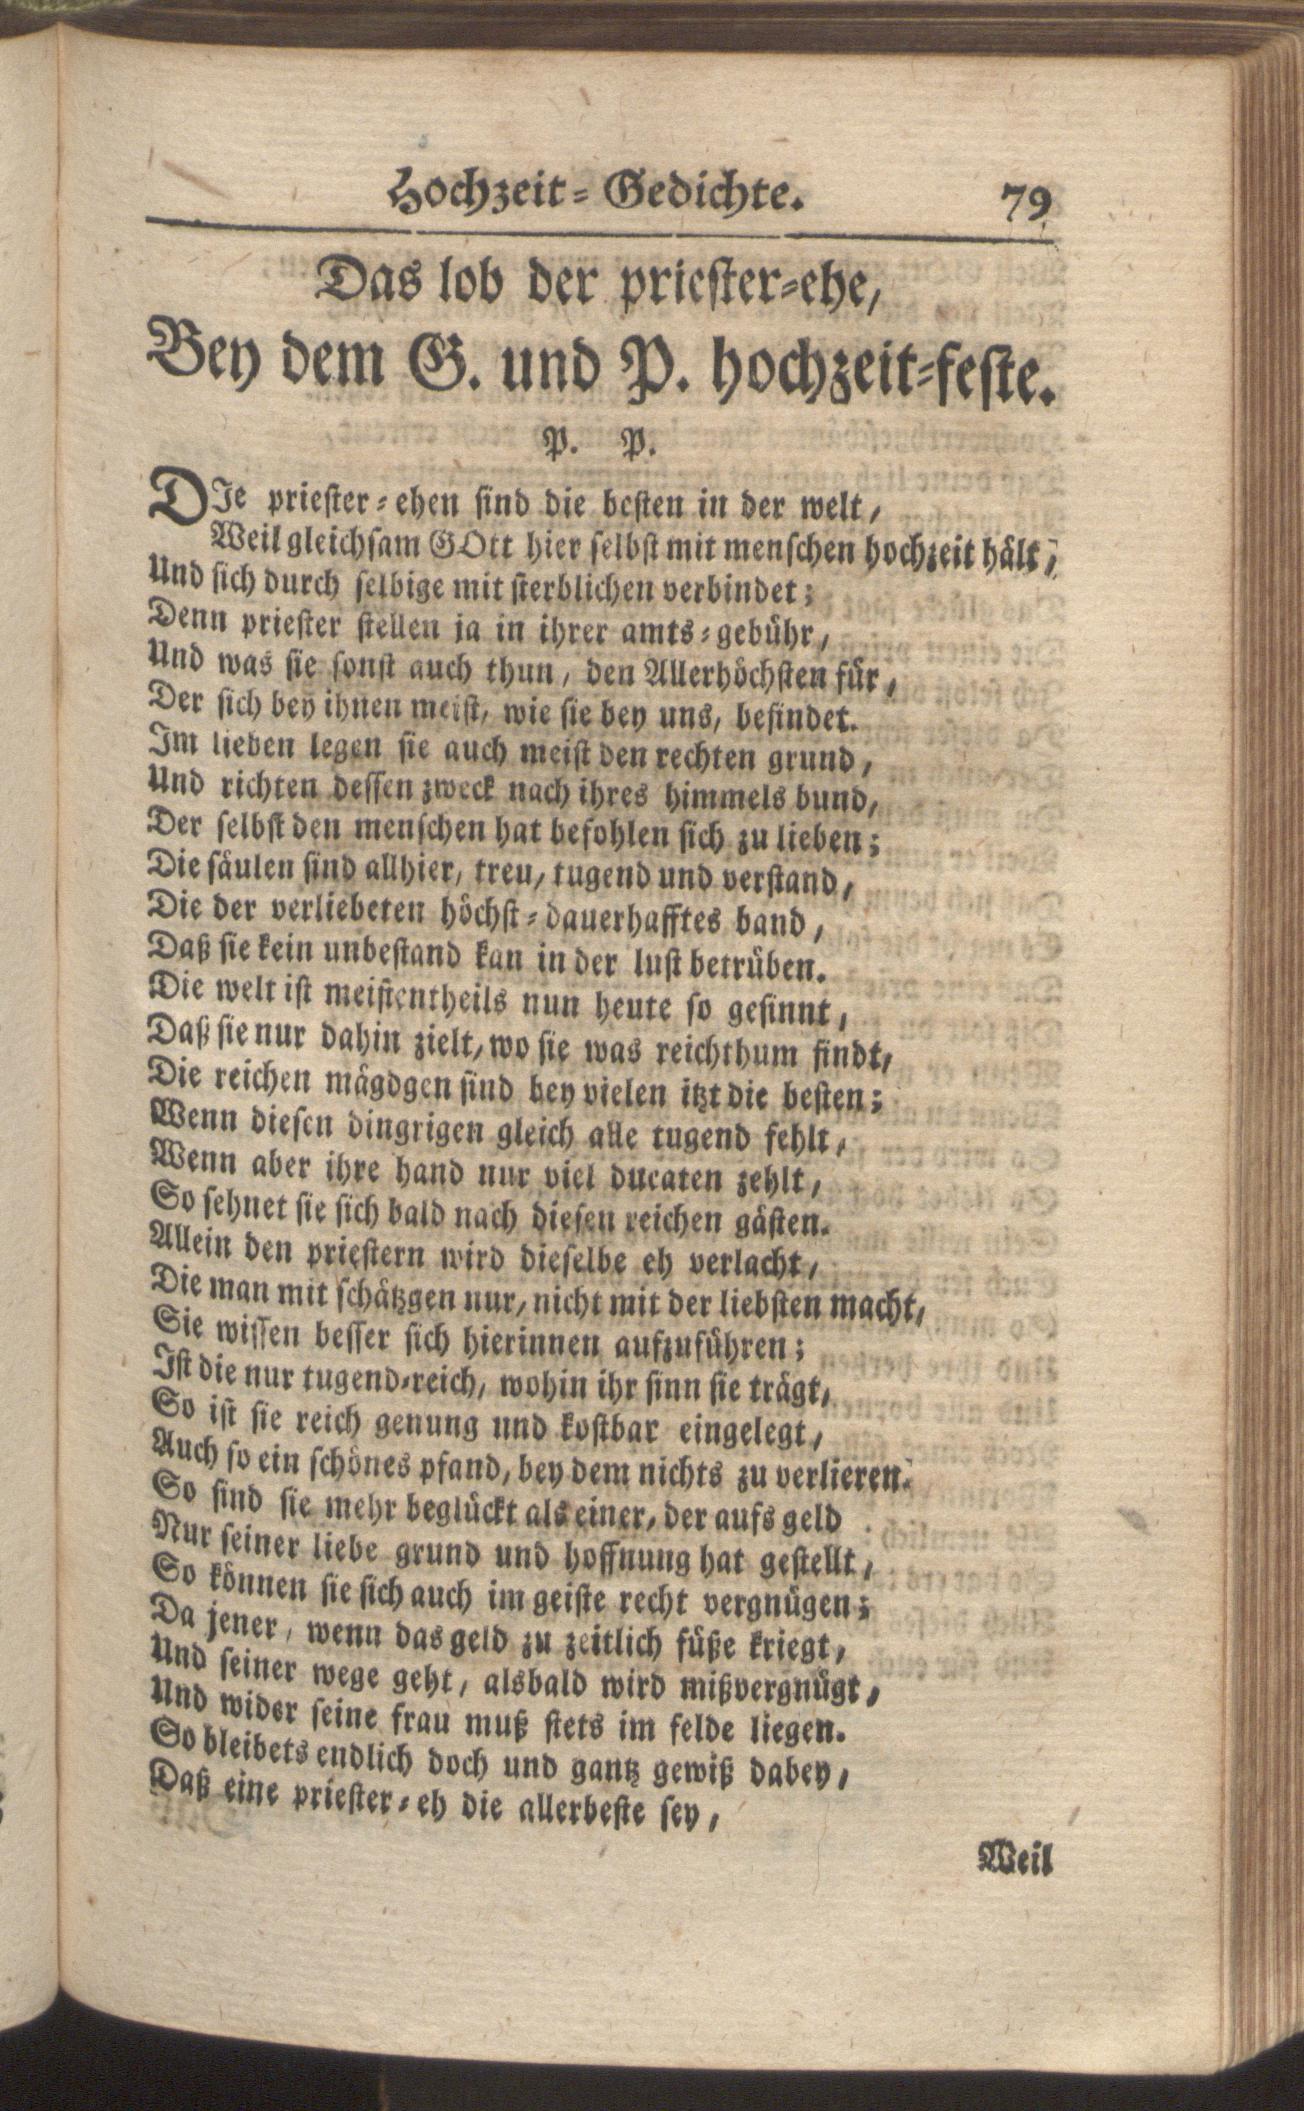 Hochzeit-Gedichte. 79
Das lob der priester-ehe,
Bey dem G. und P. hochzeit-feste.
P. P.
DIe priester-ehen sind die besten in der welt,
Weil gleichsam GOtt hier selbst mit menschen hochzeit hält,
Und sich durch selbige mit sterblichen verbindet;
Denn priester stellen ja in ihrer amts-gebühr,
Und was sie sonst auch thun, den Allerhöchsten für,
Der sich bey ihnen meist, wie sie bey uns, befindet.
Im lieben legen sie auch meist den rechten grund,
Und richten dessen zweck nach ihres himmels bund,
Der selbst den menschen hat befohlen sich zu lieben;
Die säulen sind allhier, treu, tugend und verstand,
Die der verliebeten höchst-dauerhafftes band,
Daß sie kein unbestand kan in der lust betrüben.
Die welt ist meistentheils nun heute so gesinnt,
Daß sie nur dahin zielt, wo sie was reichthum findt,
Die reichen mägdgen sind bey vielen itzt die besten;
Wenn diesen dingrigen gleich alle tugend fehlt,
Wenn aber ihre hand nur viel ducaten zehlt,
So sehnet sie sich bald nach diesen reichen gästen.
Allein den priestern wird dieselbe eh verlacht,
Die man mit schätzgen nur, nicht mit der liebsten macht,
Sie wissen besser sich hierinnen aufzuführen;
Ist die nur tugend-reich, wohin ihr sinn sie trägt,
So ist sie reich genung und kostbar eingelegt,
Auch so ein schönes pfand, bey dem nichts zu verlieren.
So sind sie mehr beglückt als einer, der aufs geld
Nur seiner liebe grund und hoffnung hat gestellt,
So können sie sich auch im geiste recht vergnügen;
Da jener, wenn das geld zu zeitlich füße kriegt,
Und seiner wege geht, alsbald wird mißvergnügt,
Und wider seine frau muß stets im felde liegen.
So bleibets endlich doch und gantz gewiß dabey,
Daß eine priester-eh die allerbeste sey,
Weil